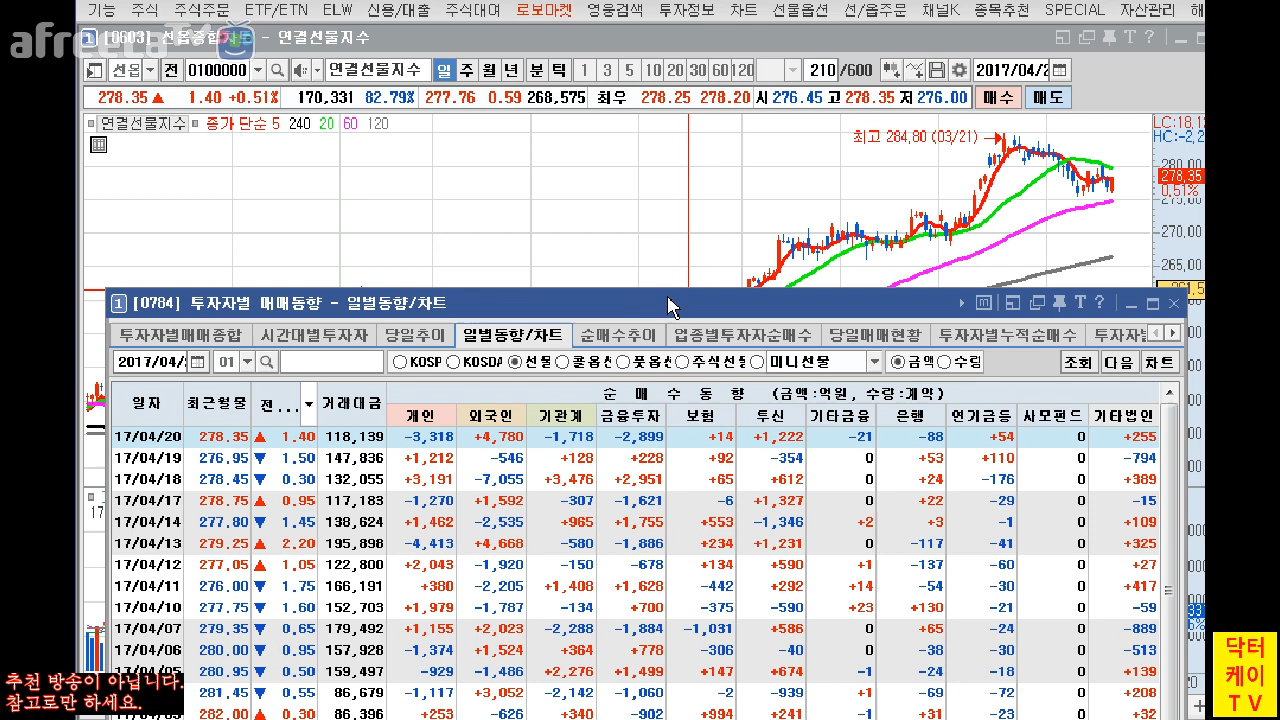 기능 주식 주식주문 ETF/ETN ELW 신용/대출 주식대여 로보마켓 영웅검색 투자정보 차트 선물옵션 선/옵주문 채널K 종목추천 SPECIAL 자산관리 해
afreecaTV
1 [0603] 선물종합차트 - 연결선물지수
선옵 전 0100000 연결선물지수 일 주 월 년 분 틱 1 3 5 10 20 30 60 120 210 /600 2017/04/2
278.35 ▲ 1.40 +0.51% 170,331 82.79% 277.76 0.59 268,575 최우 278.25 278.20 시 276.45 고 278.35 저 276.00 매수 매도
연결선물지수 종가 단순 5 240 20 60 120
LC:18,1
HC:-2,2
최고 284,80 (03/21)
280,00
278,35
0,51%
275,00
270,00
265,00
261,5
1 [0784] 투자자별 매매동향 - 일별동향/차트
투자자별매매종합 시간대별투자자 당일추이 일별동향/차트 순매수추이 업종별투자자순매수 당일매매현황 투자자별누적순매수 투자자
2017/04/ 01 KOSP KOSDA 선물 콜옵션 풋옵션 주식선물 미니선물 금액 수량 조회 다음 차트
일자 최근월물 전... 거래대금 순 매 수 동 향 (금액:억원, 수량:계약)
개인 외국인 기관계 금융투자 보험 투신 기타금융 은행 연기금등 사모펀드 기타법인
17/04/20 278.35 ▲ 1.40 118,139 -3,318 +4,780 -1,718 -2,899 +14 +1,222 -21 -88 +54 0 +255
17/04/19 276.95 ▼ 1.50 147,836 +1,212 -546 +128 +228 +92 -354 0 +53 +110 0 -794
17/04/18 278.45 ▼ 0.30 132,055 +3,191 -7,055 +3,476 +2,951 +65 +612 0 +24 -176 0 +389
17/04/17 278.75 ▲ 0.95 117,183 -1,270 +1,592 -307 -1,621 -6 +1,327 0 +22 -29 0 -15
17/04/14 277.80 ▼ 1.45 138,624 +1,462 -2,535 +965 +1,755 +553 -1,346 +2 +3 -1 0 +109
17/04/13 279.25 ▲ 2.20 195,898 -4,413 +4,668 -580 -1,886 +234 +1,231 0 -117 -41 0 +325
17/04/12 277.05 ▲ 1.05 122,800 +2,043 -1,920 -150 -678 +134 +590 +1 -137 -60 0 +27
17/04/11 276.00 ▼ 1.75 166,191 +380 -2,205 +1,408 +1,628 -442 +292 +14 -54 -30 0 +417
17/04/10 277.75 ▼ 1.60 152,703 +1,979 -1,787 -134 +700 -375 -590 +23 +130 -21 0 -59
17/04/07 279.35 ▼ 0.65 179,492 +1,155 +2,023 -2,288 -1,884 -1,031 +586 0 +65 -24 0 -889
17/04/06 280.00 ▼ 0.95 157,928 -1,374 +1,524 +364 +778 -306 -40 0 -38 -30 0 -513
17/04/05 280.95 ▼ 0.50 159,497 -929 -1,486 +2,276 +1,499 +147 +674 -1 -24 -18 0 +139
281.45 ▼ 0.55 86,679 -1,117 +3,052 -2,142 -1,060 -2 -939 +1 -69 -72 0 +208
282.00 ▲ 0.30 86,396 +253 -626 +340 -902 +994 +241 -1 +31 -23 0 +32
추천 방송이 아닙니다.
참고로만 하세요.
닥터
케이
T V